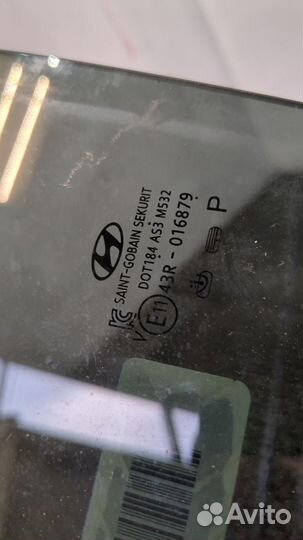 SAINT-GOBAIN SEKURIT
DOT184 AS3 M532
E11 43R - 016879
V
P
Avito